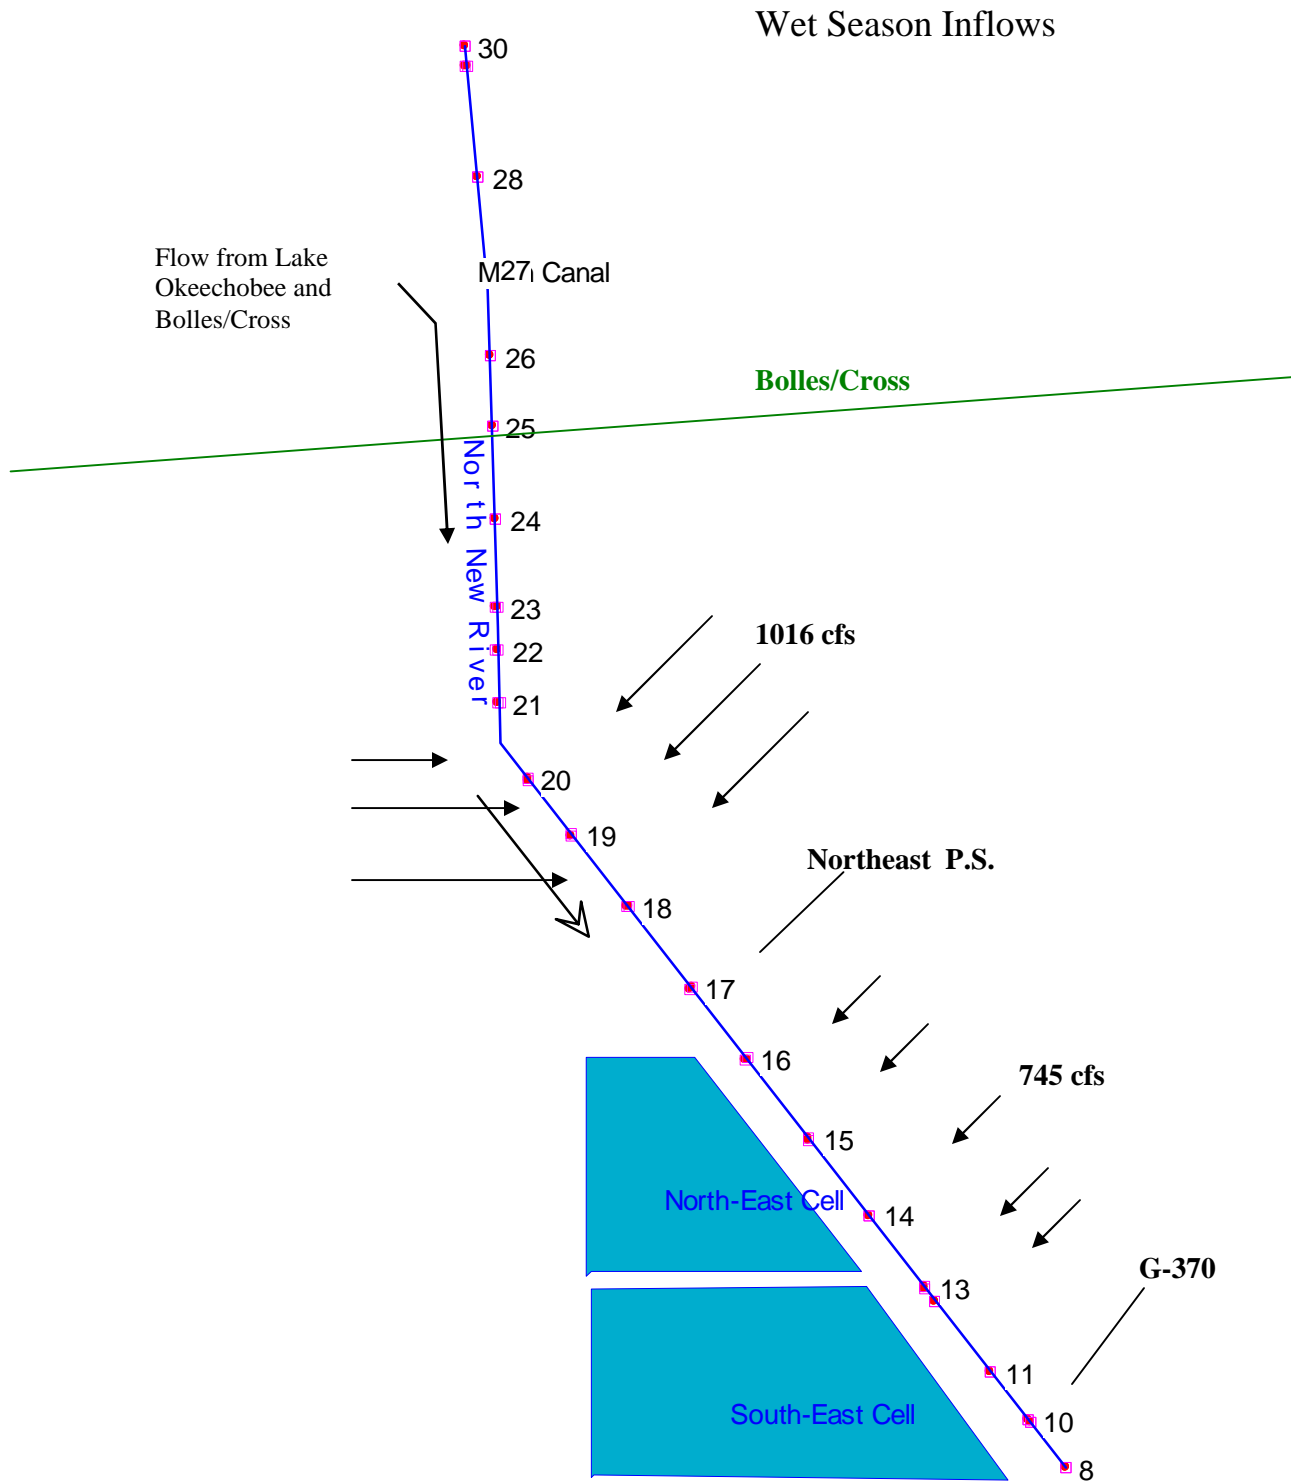 Wet Season Inflows
30
28
Flow from Lake
Okeechobee and
Bolles/Cross
27
Canal
26
Bolles/Cross
25
North New River
24
23
22
1016 cfs
21
20
19
Northeast P.S.
18
17
16
745 cfs
15
North-East Cell
14
G-370
13
11
South-East Cell
10
8